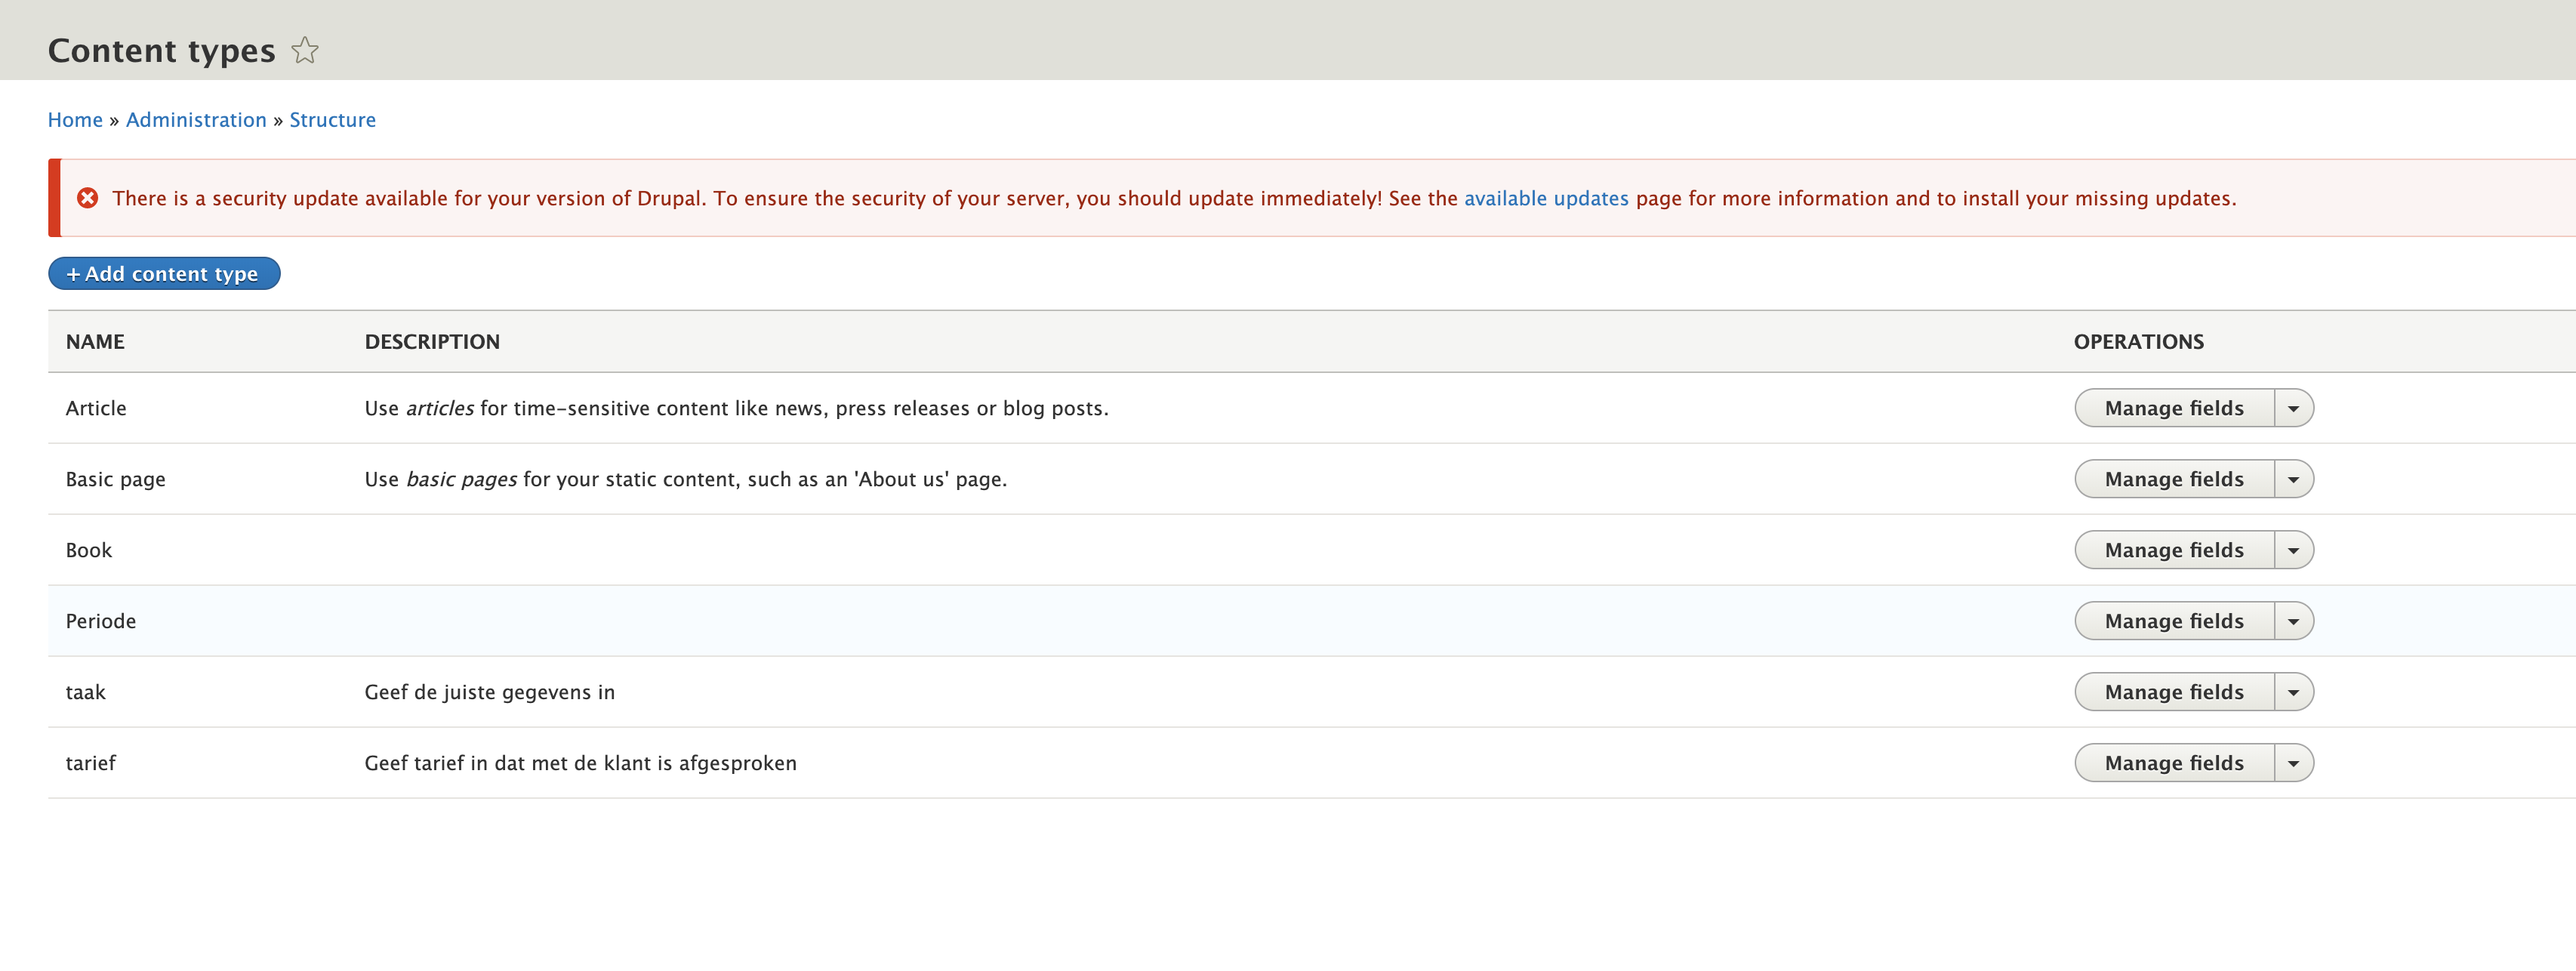 Content types
Home » Administration » Structure
There is a security update available for your version of Drupal. To ensure the security of your server, you should update immediately! See the available updates page for more information and to install your missing updates.
+ Add content type
NAME DESCRIPTION OPERATIONS
Article Use articles for time-sensitive content like news, press releases or blog posts. Manage fields
Basic page Use basic pages for your static content, such as an 'About us' page. Manage fields
Book Manage fields
Periode Manage fields
taak Geef de juiste gegevens in Manage fields
tarief Geef tarief in dat met de klant is afgesproken Manage fields